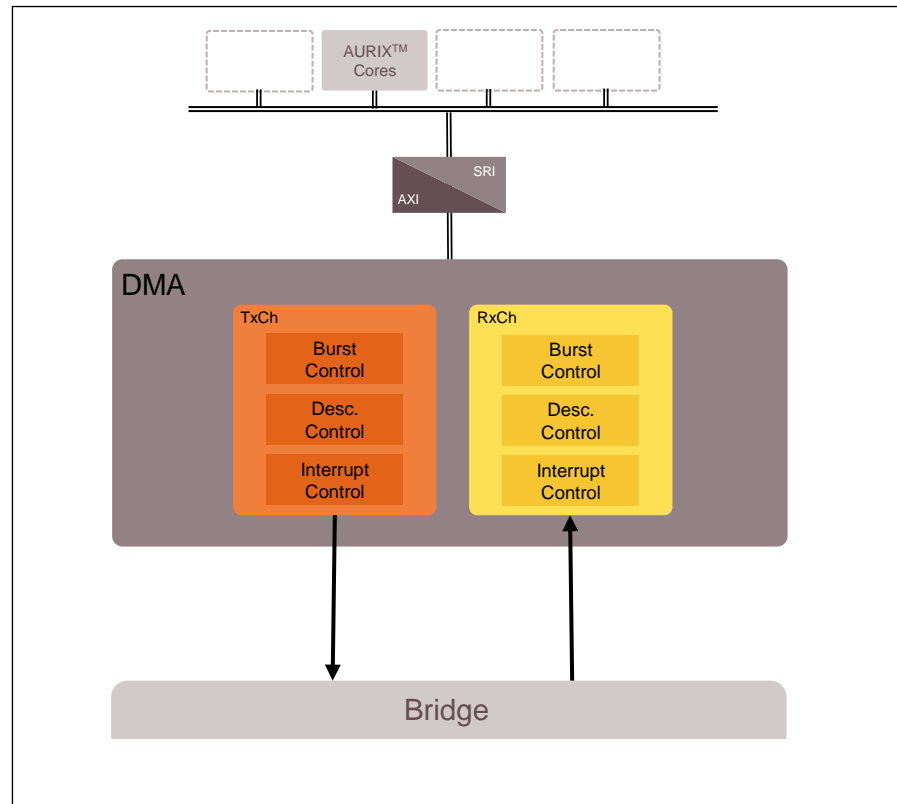 AURIX™
Cores
SRI
AXI
DMA
TxCh
Burst
Control
Desc.
Control
Interrupt
Control
RxCh
Burst
Control
Desc.
Control
Interrupt
Control
Bridge